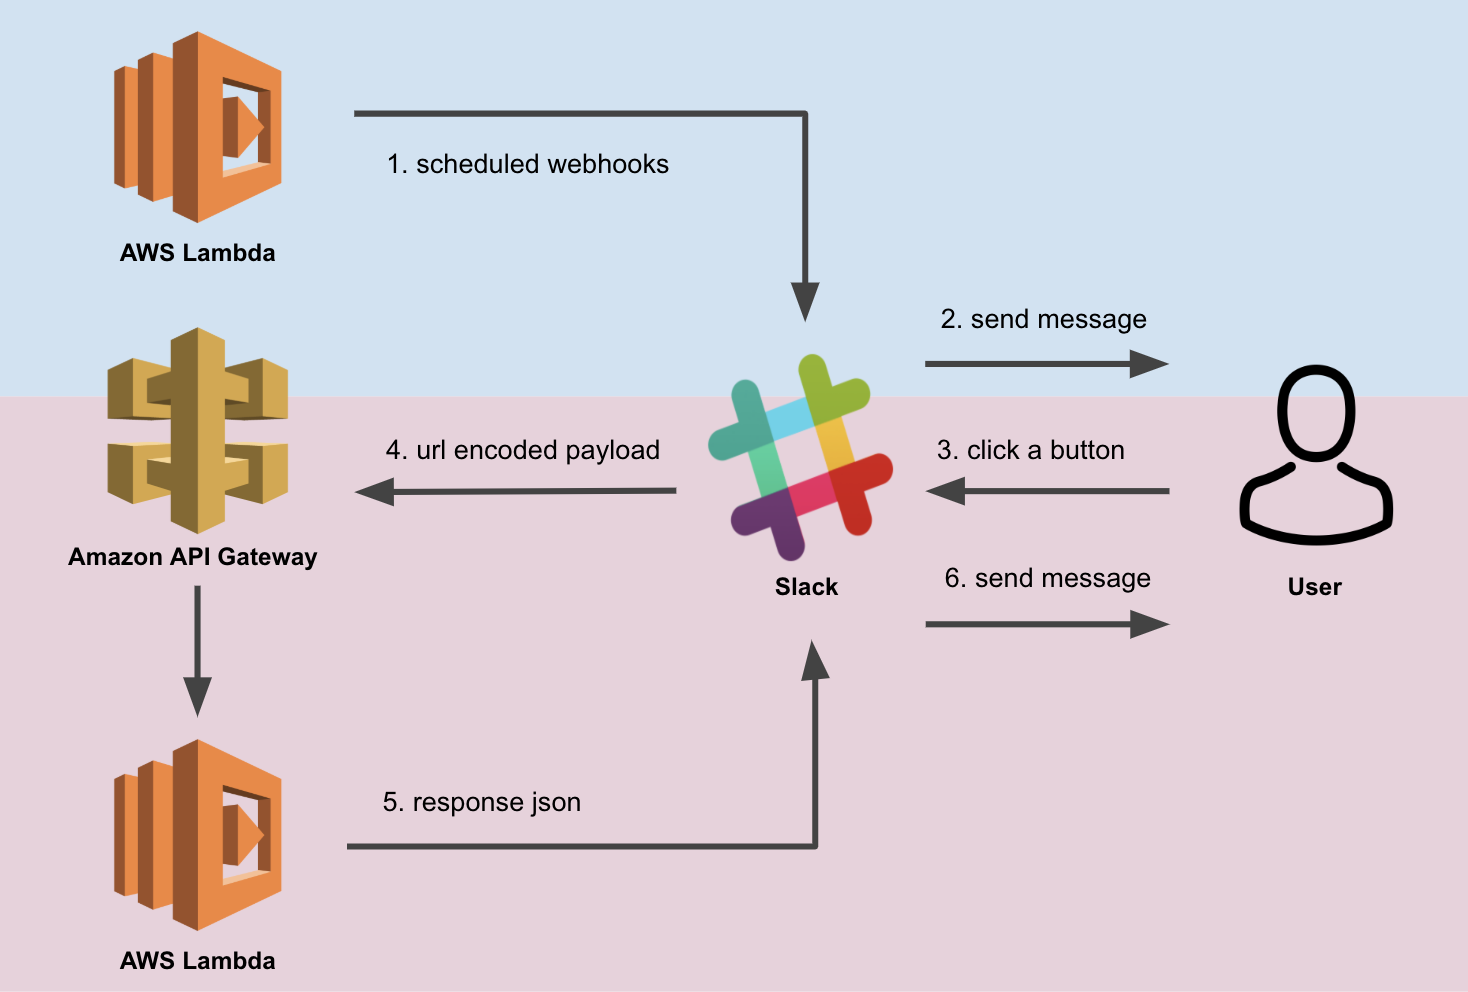 1. scheduled webhooks
AWS Lambda
2. send message
4. url encoded payload
3. click a button
Amazon API Gateway
Slack
6. send message
User
5. response json
AWS Lambda